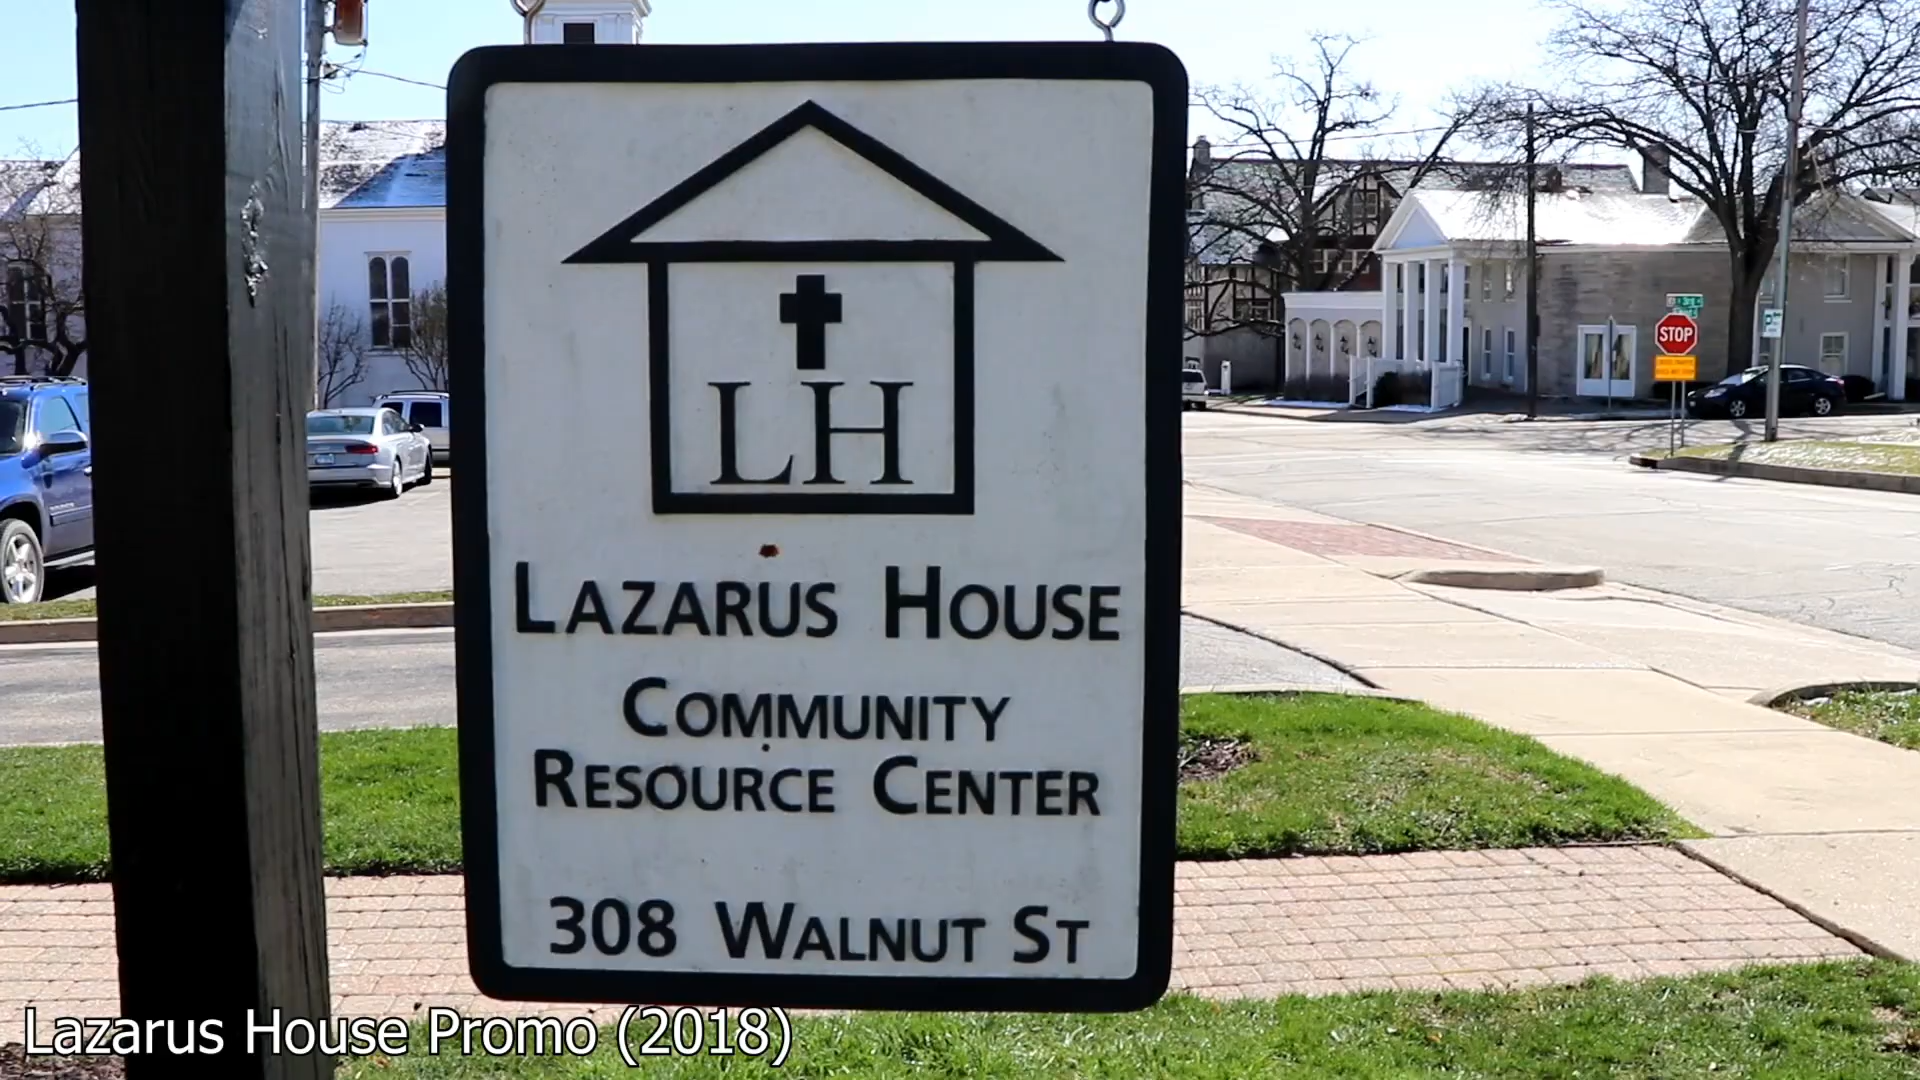 LH
LAZARUS HOUSE
COMMUNITY
RESOURCE CENTER
308 WALNUT ST
STOP
Lazarus House Promo (2018)